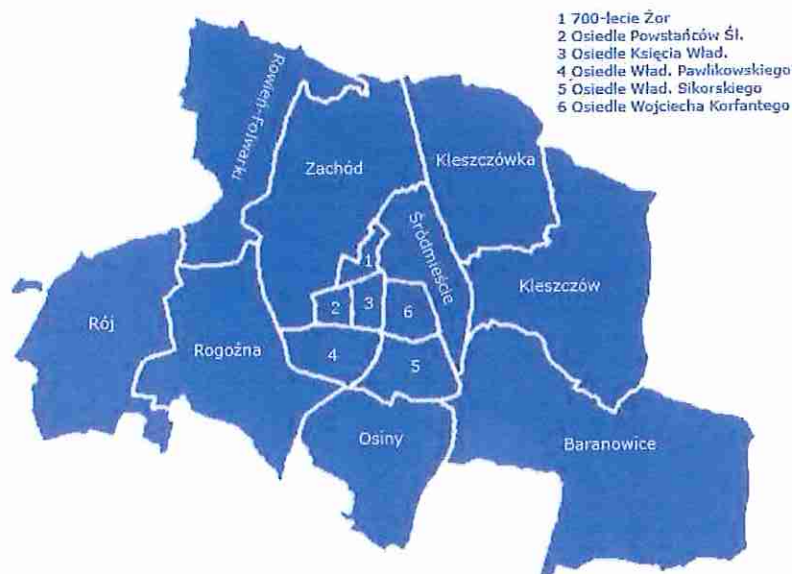 1 700-lecie Żor
2 Osiedle Powstańców Śl.
3 Osiedle Księcia Wład.
4 Osiedle Wład. Pawlikowskiego
5 Osiedle Wład. Sikorskiego
6 Osiedle Wojciecha Korfantego
Rowień-Folwarki
Zachód
Kleszczówka
Śródmieście
1
Kleszczów
2
3
6
Rój
Rogoźna
4
5
Osiny
Baranowice